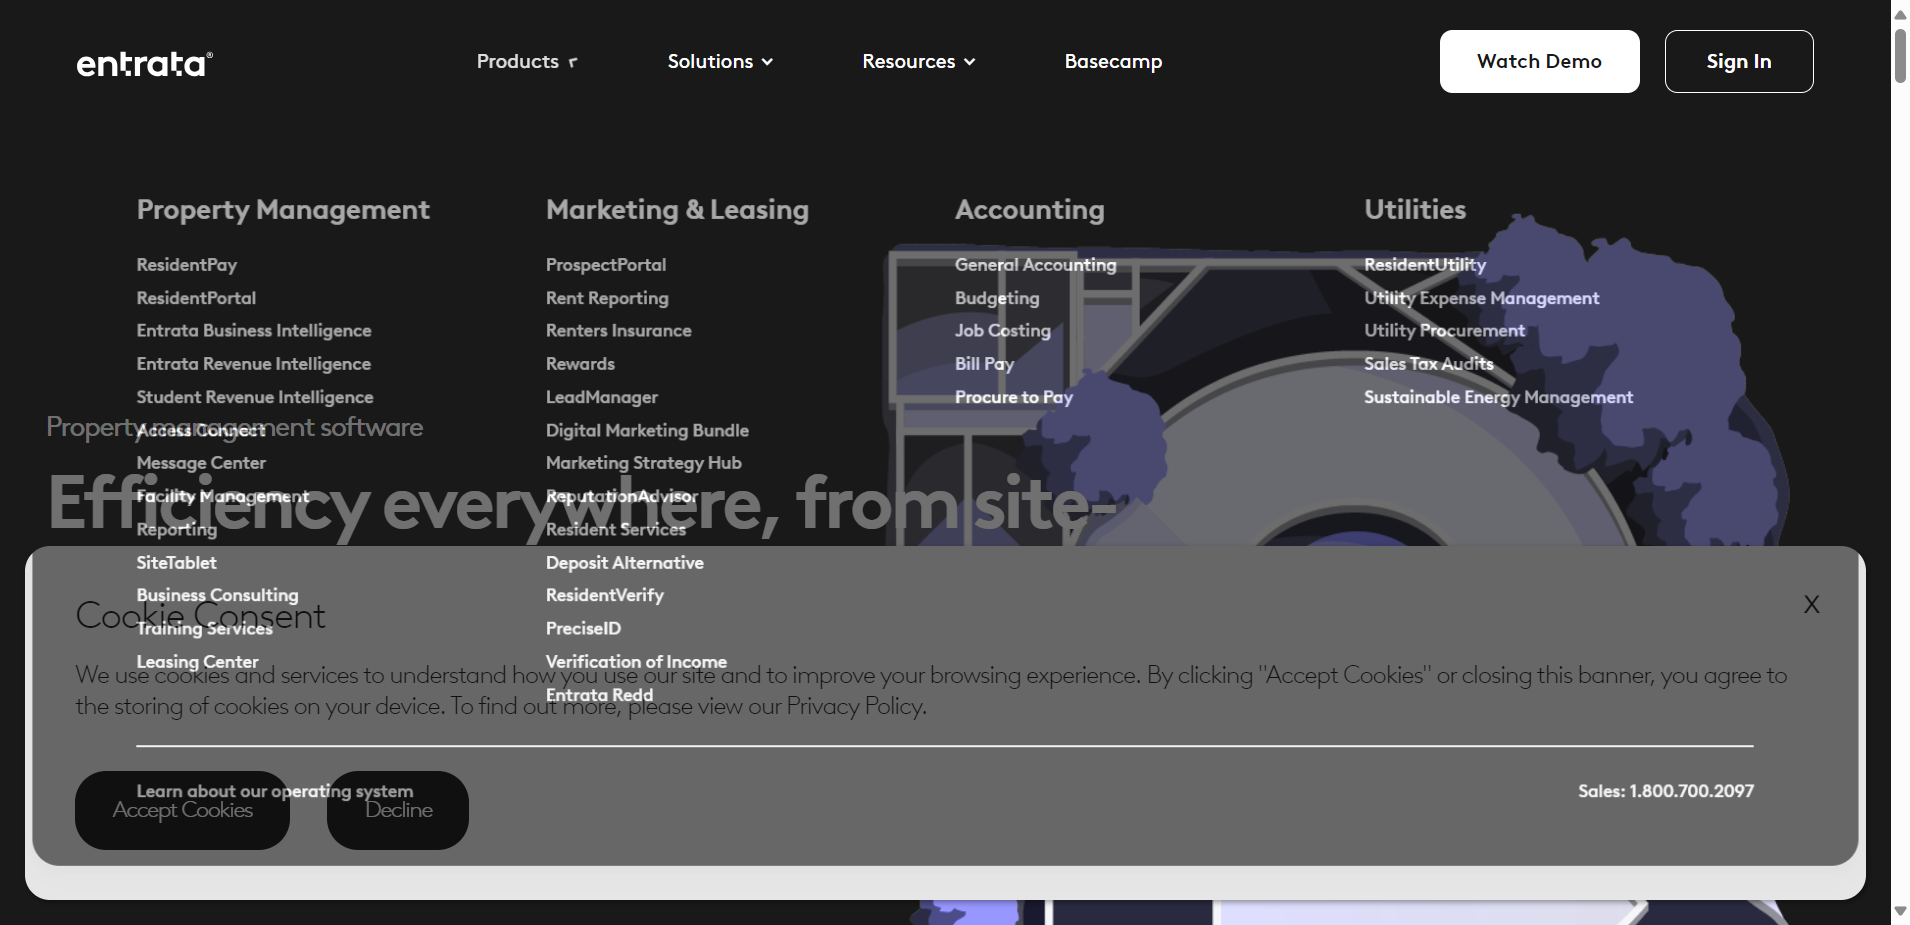 entrata®
Products
Solutions
Resources
Basecamp
Watch Demo
Sign In
Property Management
ResidentPay
ResidentPortal
Entrata Business Intelligence
Entrata Revenue Intelligence
Student Revenue Intelligence
Access Connect
Message Center
Facility Management
Reporting
SiteTablet
Business Consulting
Training Services
Leasing Center
Marketing & Leasing
ProspectPortal
Rent Reporting
Renters Insurance
Rewards
LeadManager
Digital Marketing Bundle
Marketing Strategy Hub
ReputationAdvisor
Resident Services
Deposit Alternative
ResidentVerify
PreciseID
Verification of Income
Entrata Redd
Accounting
General Accounting
Budgeting
Job Costing
Bill Pay
Procure to Pay
Utilities
ResidentUtility
Utility Expense Management
Utility Procurement
Sales Tax Audits
Sustainable Energy Management
Learn about our operating system
Sales: 1.800.700.2097
Property management software
Efficiency everywhere, from site-
Cookie Consent
X
We use cookies and services to understand how you use our site and to improve your browsing experience. By clicking "Accept Cookies" or closing this banner, you agree to
the storing of cookies on your device. To find out more, please view our Privacy Policy.
Accept Cookies
Decline